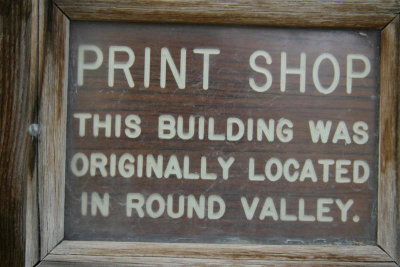 PRINT SHOP
THIS BUILDING WAS
ORIGINALLY LOCATED
IN ROUND VALLEY.